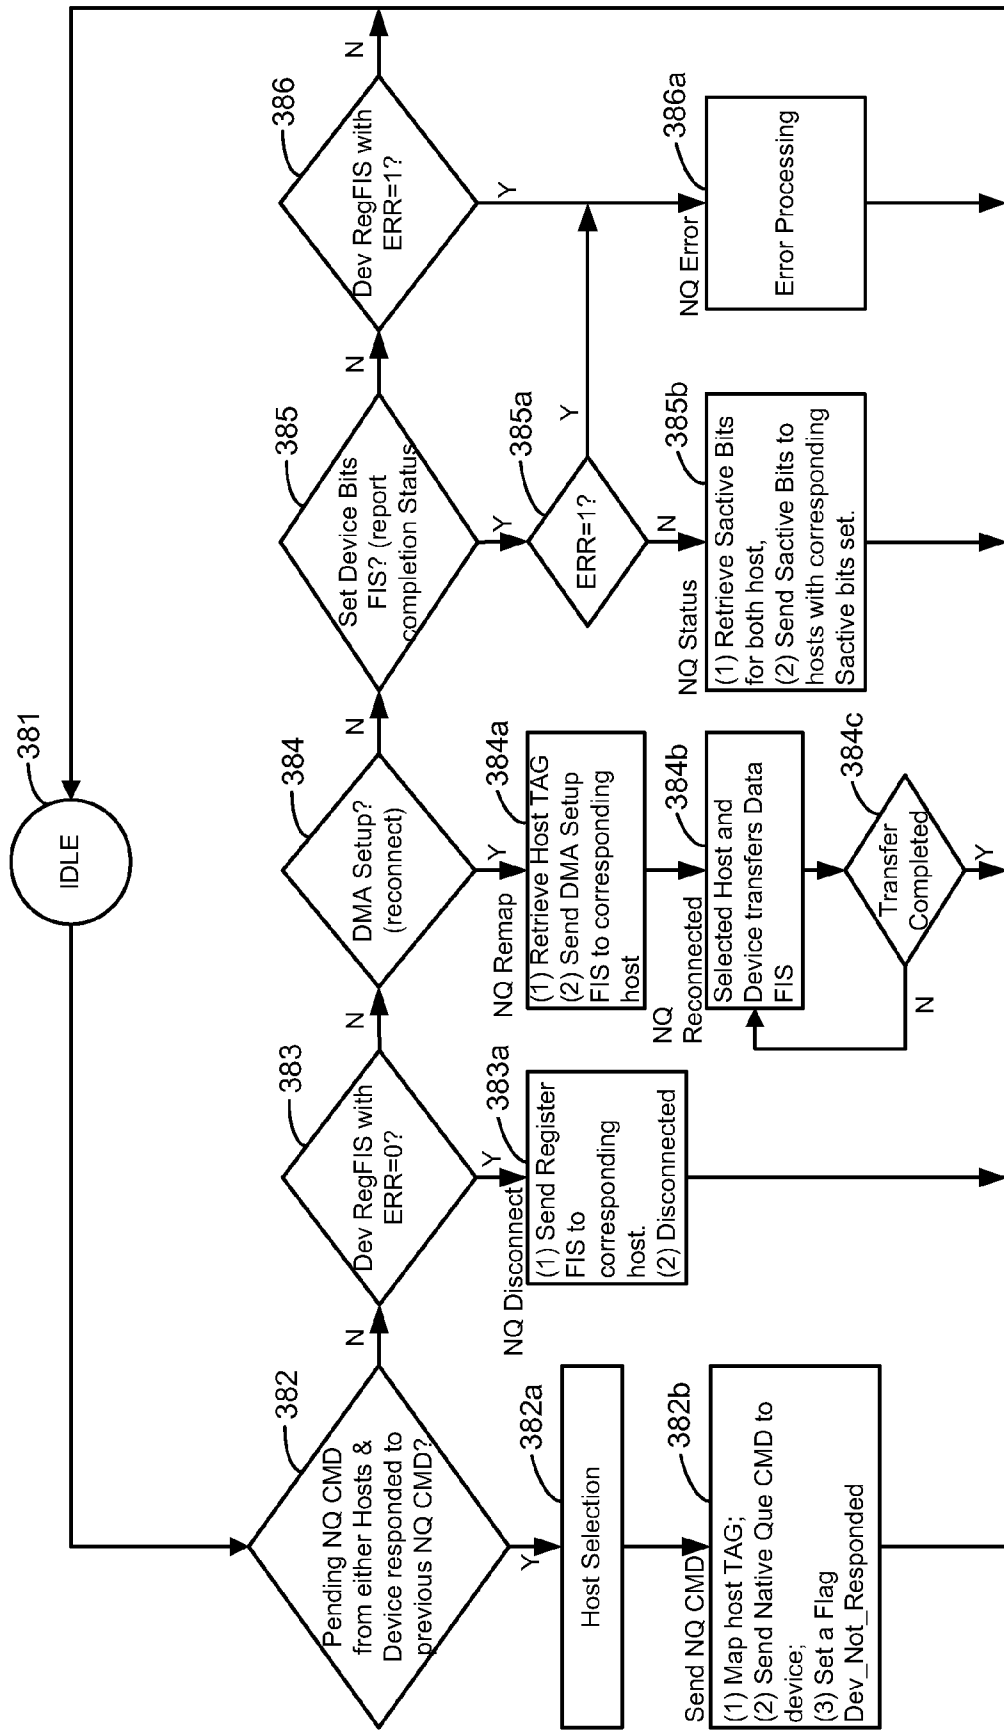 IDLE
381
382
Pending NQ CMD
from either Hosts &
Device responded to
previous NQ CMD?
N
Y
382a
Host Selection
Send NQ CMD
382b
(1) Map host TAG;
(2) Send Native Que CMD to
device;
(3) Set a Flag
Dev_Not_Responded
383
Dev RegFIS with
ERR=0?
N
Y
NQ Disconnect
383a
(1) Send Register
FIS to
corresponding
host.
(2) Disconnected
384
DMA Setup?
(reconnect)
N
Y
NQ Remap
384a
(1) Retrieve Host TAG
(2) Send DMA Setup
FIS to corresponding
host
NQ
Reconnected
384b
Selected Host and
Device transfers Data
FIS
384c
Transfer
Completed
N
Y
385
Set Device Bits
FIS? (report
completion Status
N
Y
385a
ERR=1?
Y
N
NQ Status
385b
(1) Retrieve Sactive Bits
for both host,
(2) Send Sactive Bits to
hosts with corresponding
Sactive bits set.
386
Dev RegFIS with
ERR=1?
N
Y
NQ Error
386a
Error Processing